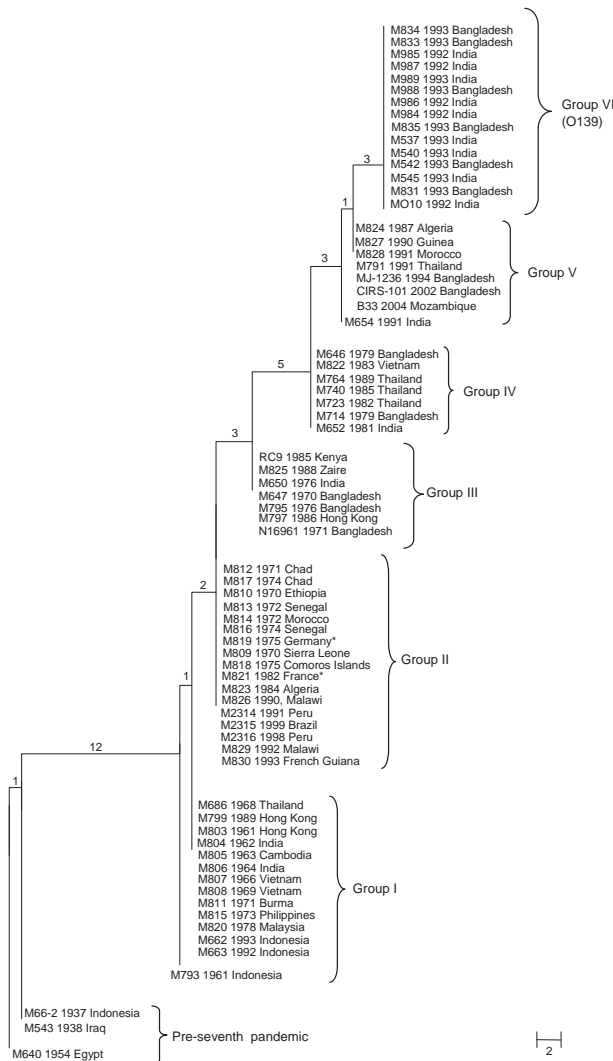 M834 1993 Bangladesh
M833 1993 Bangladesh
M985 1992 India
M987 1992 India
M989 1993 India
M988 1993 Bangladesh
M986 1992 India
M984 1992 India
M835 1993 Bangladesh
M537 1993 India
M540 1993 India
M542 1993 Bangladesh
M545 1993 India
M831 1993 Bangladesh
MO10 1992 India
Group VI
(O139)
3
1
M824 1987 Algeria
M827 1990 Guinea
M828 1991 Morocco
M791 1991 Thailand
MJ-1236 1994 Bangladesh
CIRS-101 2002 Bangladesh
B33 2004 Mozambique
M654 1991 India
Group V
3
M646 1979 Bangladesh
M822 1983 Vietnam
M764 1989 Thailand
M740 1985 Thailand
M723 1982 Thailand
M714 1979 Bangladesh
M652 1981 India
Group IV
5
3
RC9 1985 Kenya
M825 1988 Zaire
M650 1976 India
M647 1970 Bangladesh
M795 1976 Bangladesh
M797 1986 Hong Kong
N16961 1971 Bangladesh
Group III
2
M812 1971 Chad
M817 1974 Chad
M810 1970 Ethiopia
M813 1972 Senegal
M814 1972 Morocco
M816 1974 Senegal
M819 1975 Germany*
M809 1970 Sierra Leone
M818 1975 Comoros Islands
M821 1982 France*
M823 1984 Algeria
M826 1990, Malawi
M2314 1991 Peru
M2315 1999 Brazil
M2316 1998 Peru
M829 1992 Malawi
M830 1993 French Guiana
Group II
1
12
1
M686 1968 Thailand
M799 1989 Hong Kong
M803 1961 Hong Kong
M804 1962 India
M805 1963 Cambodia
M806 1964 India
M807 1966 Vietnam
M808 1969 Vietnam
M811 1971 Burma
M815 1973 Philippines
M820 1978 Malaysia
M662 1993 Indonesia
M663 1992 Indonesia
M793 1961 Indonesia
Group I
M66-2 1937 Indonesia
M543 1938 Iraq
M640 1954 Egypt
Pre-seventh pandemic
2